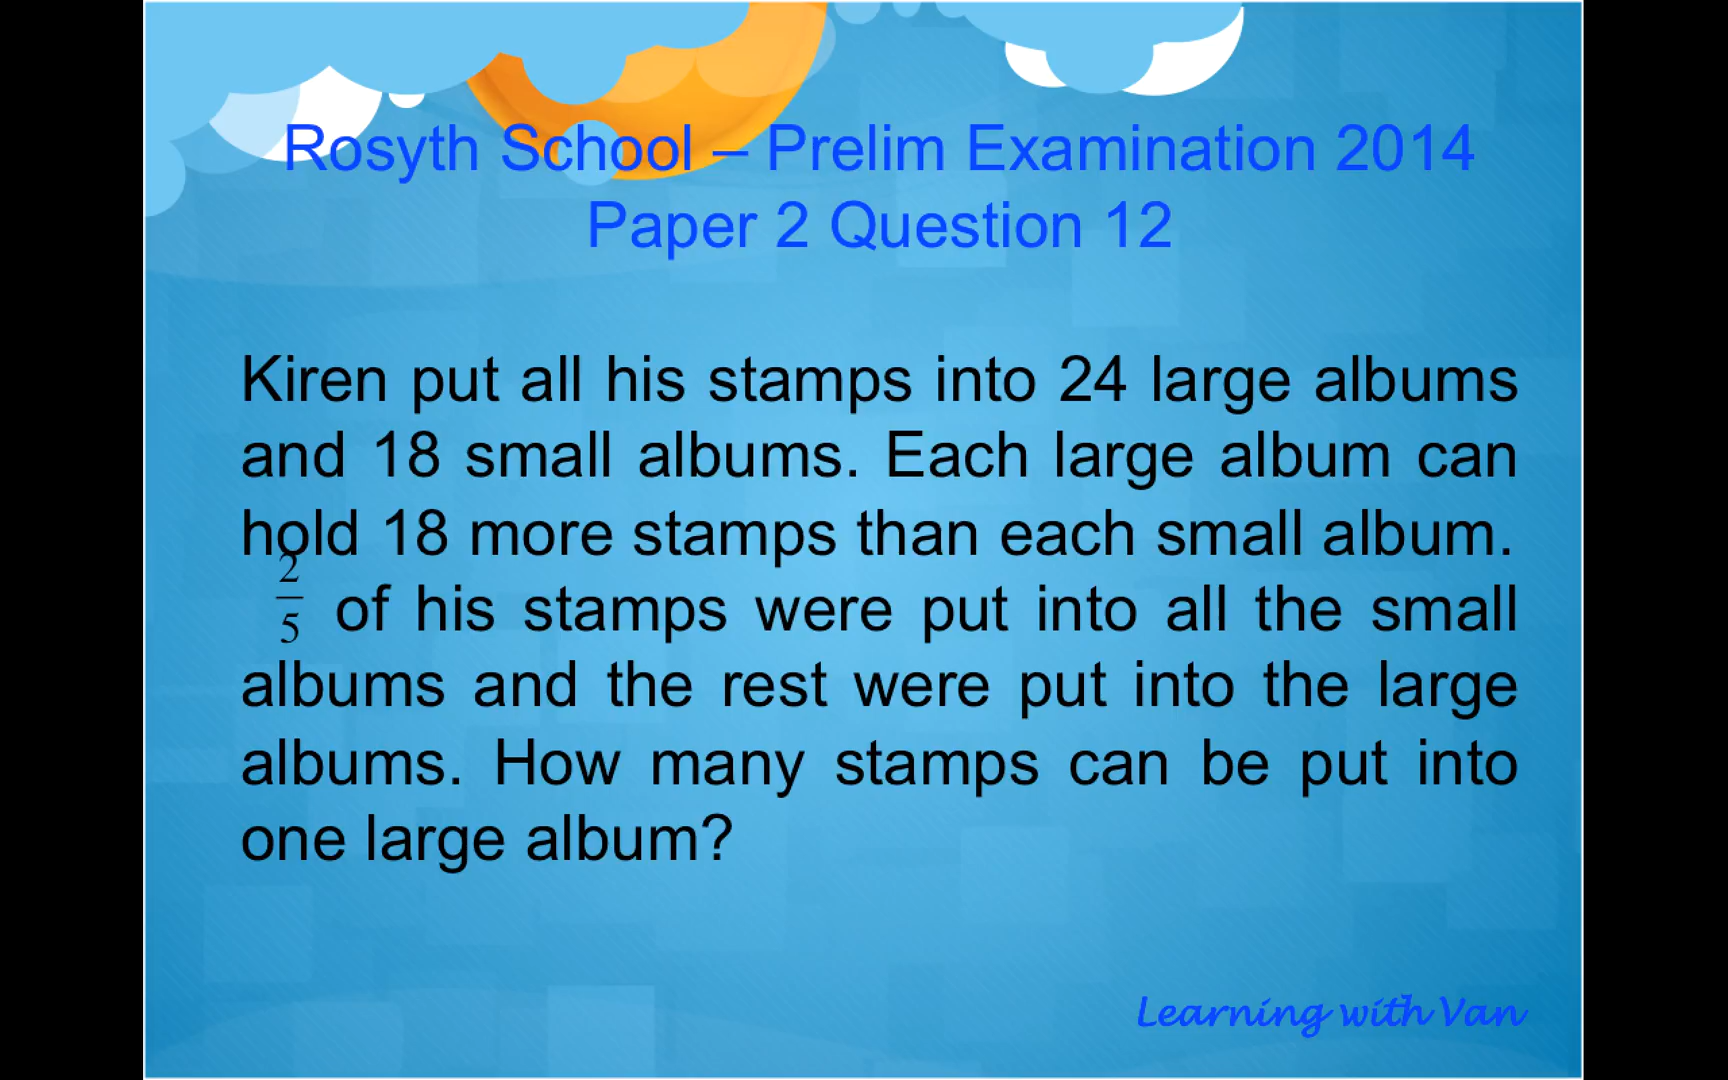 Rosyth School – Prelim Examination 2014
Paper 2 Question 12
Kiren put all his stamps into 24 large albums
and 18 small albums. Each large album can
hold 18 more stamps than each small album.
2/5 of his stamps were put into all the small
albums and the rest were put into the large
albums. How many stamps can be put into
one large album?
Learning with Van